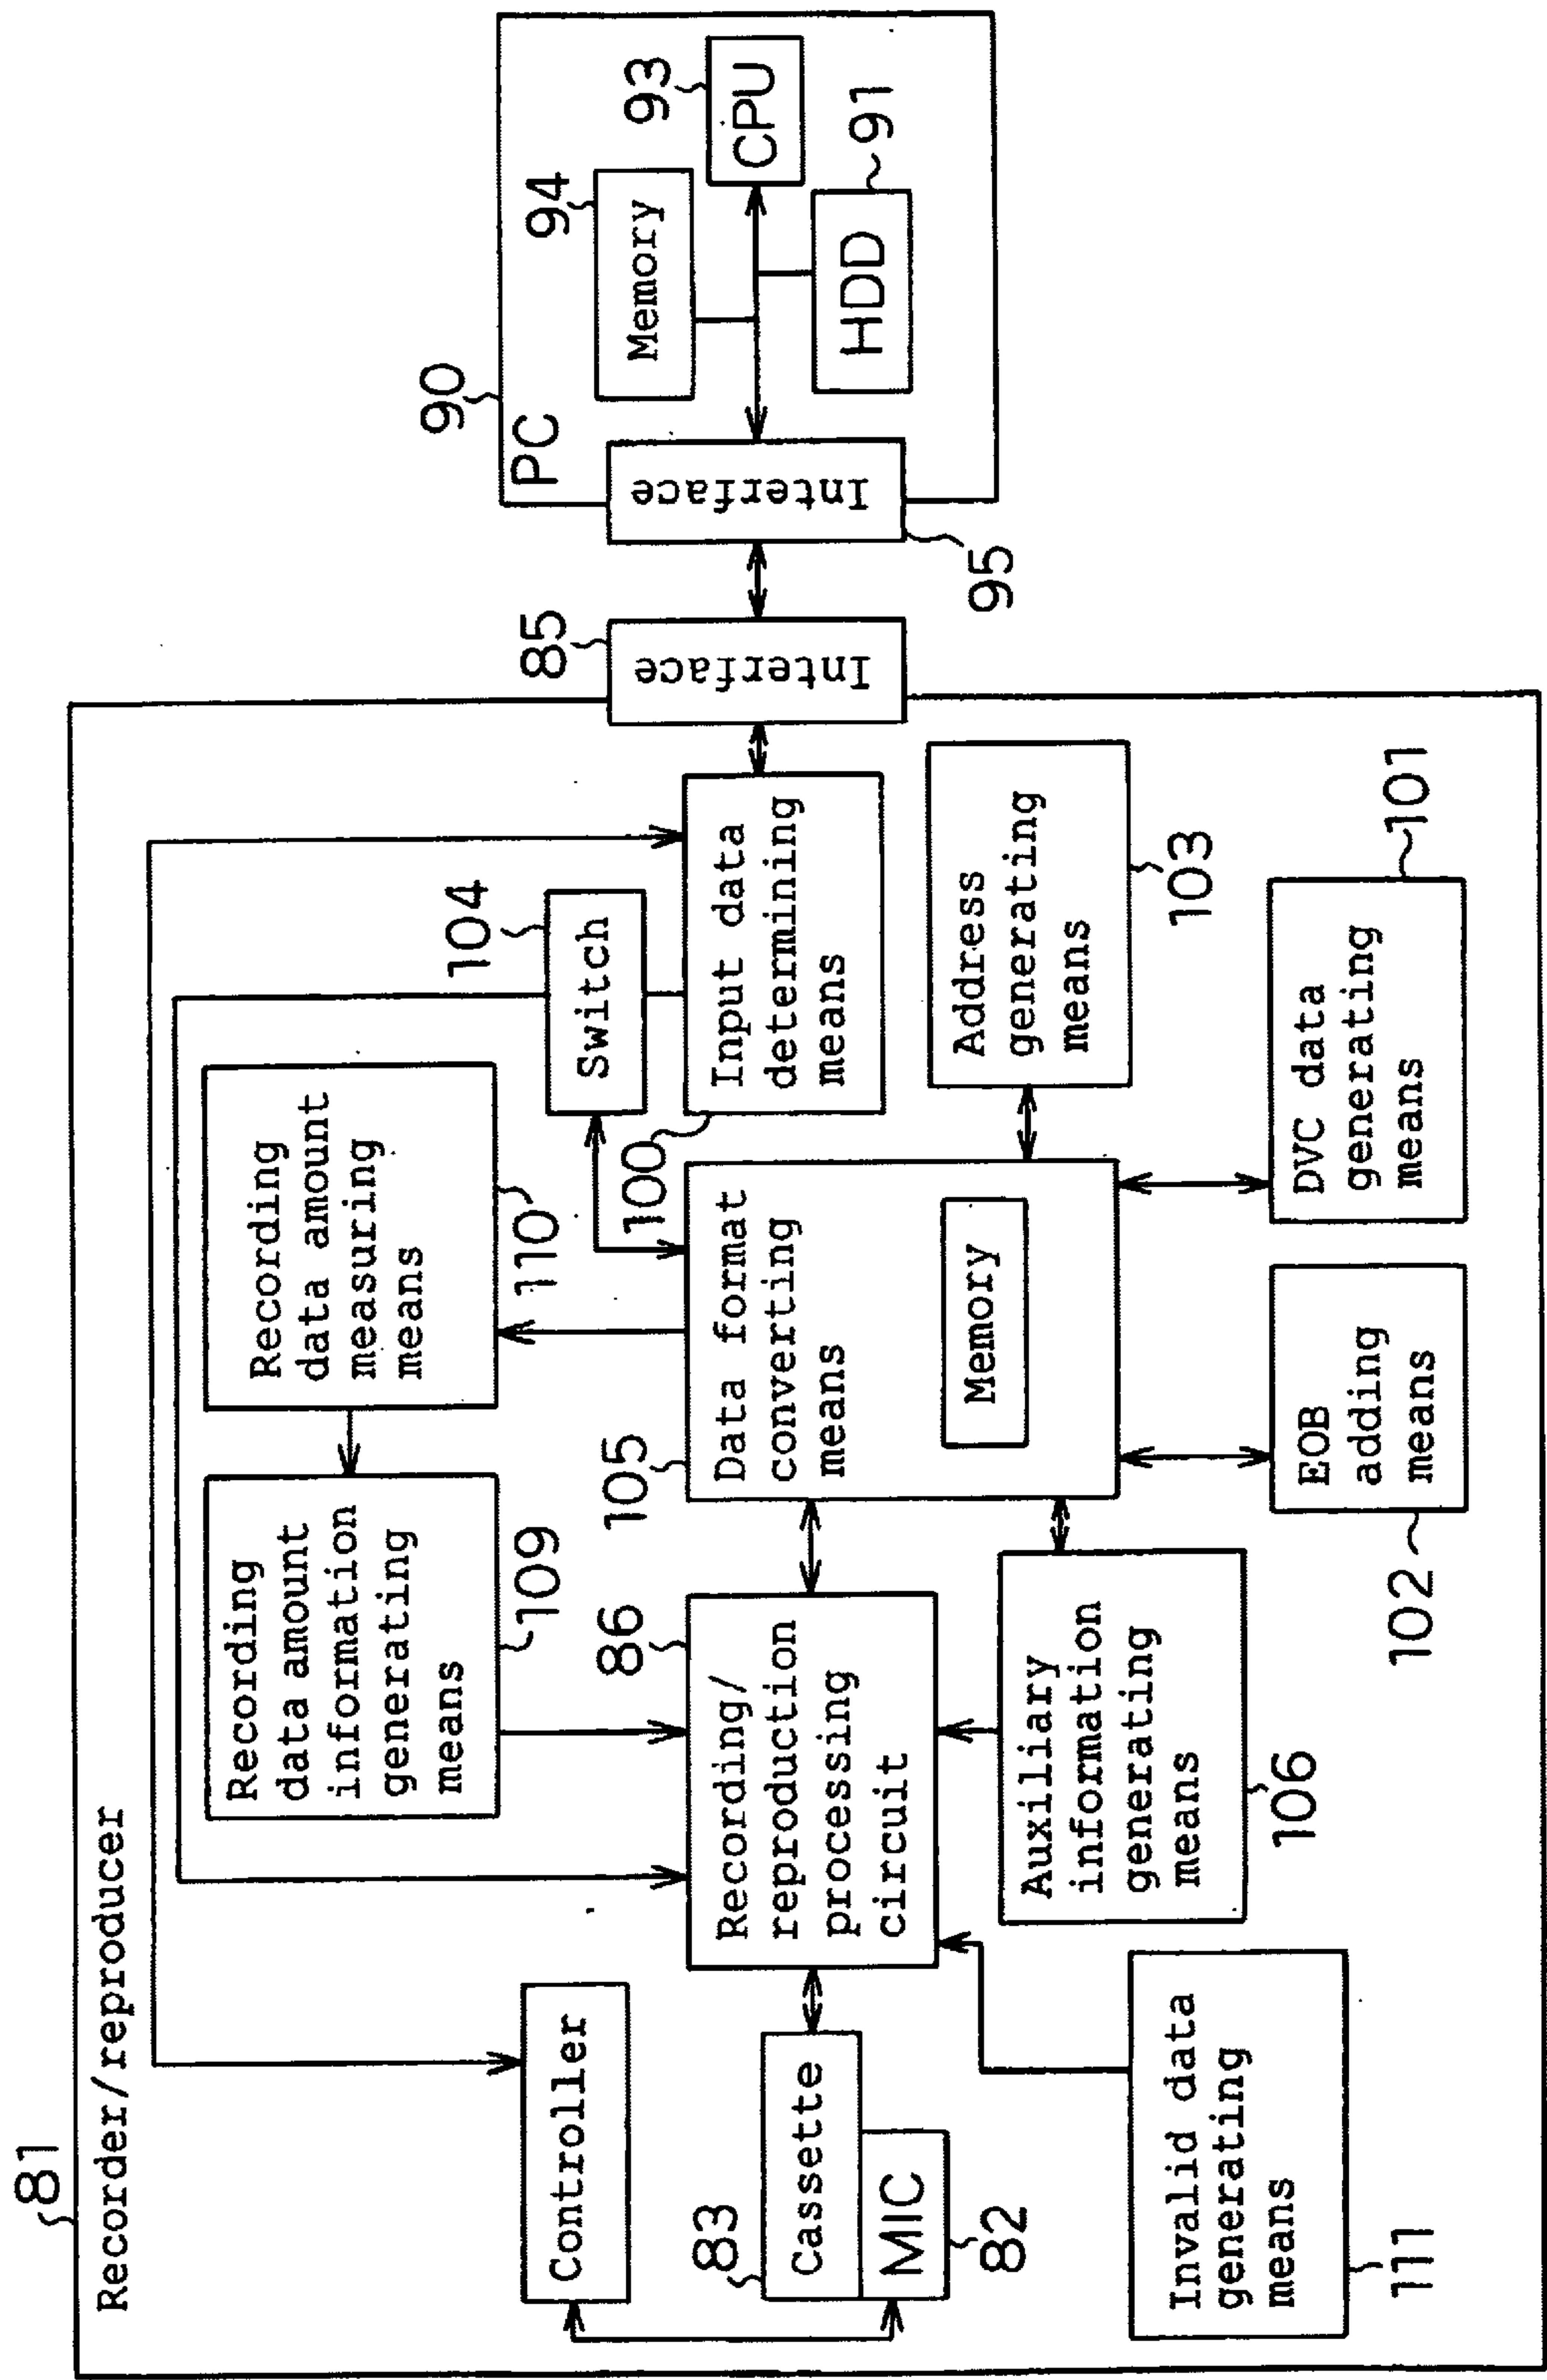 81
Recorder/reproducer
Controller
83
Cassette
MIC
82
Invalid data
generating
means
111
Recording
data amount
information
generating
means
109
Recording
data amount
measuring
means
110
86
Recording/
reproduction
processing
circuit
Auxiliary
information
generating
means
106
105
Data format
converting
means
Memory
EOB
adding
means
102
DVC data
generating
means
101
Address
generating
means
103
104
Switch
100
Input data
determining
means
85
Interface
95
Interface
90
PC
94
Memory
93
CPU
HDD
91